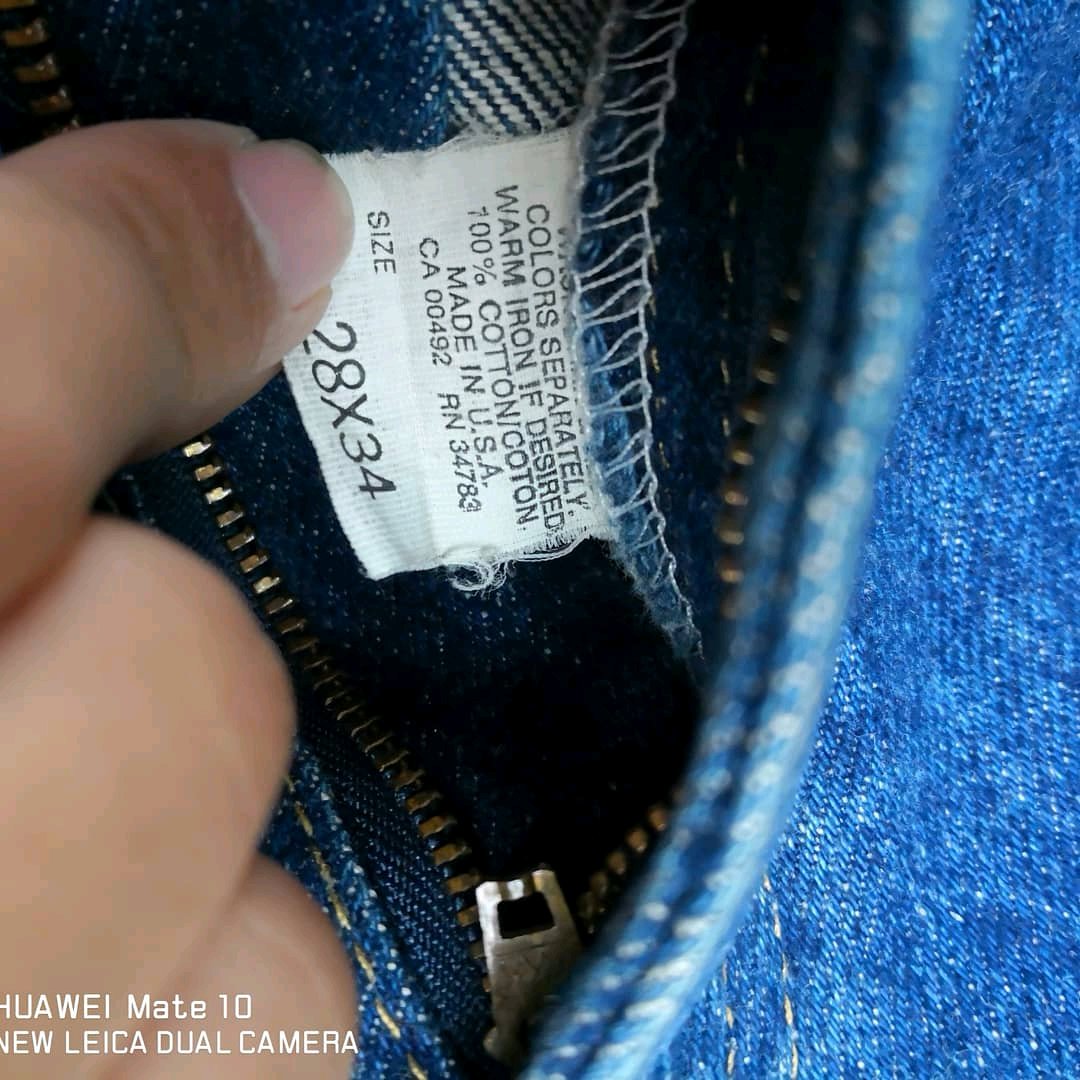 COLORS SEPARATELY.
WARM IRON IF DESIRED
100% COTTON/COTON
MADE IN U.S.A.
CA 00492 RN 34783
SIZE
28X34
HUAWEI Mate 10
NEW LEICA DUAL CAMERA